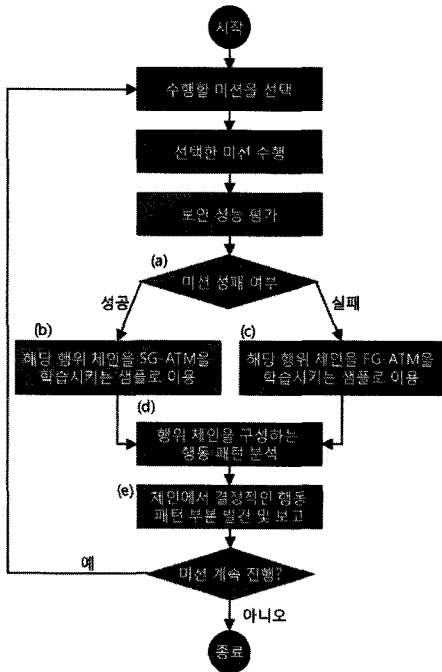 시작
수행할 미션을 선택
선택한 미션 수행
보안 성능 평가
(a)
미션 성패 여부
성공
실패
(b)
해당 행위 체인을 SG-ATM을
학습시키는 샘플로 이용
(c)
해당 행위 체인을 FG-ATM을
학습시키는 샘플로 이용
(d)
행위 체인을 구성하는
행동 패턴 분석
(e)
체인에서 결정적인 행동
패턴 부분 발견 및 보고
예
미션 계속 진행?
아니오
종료